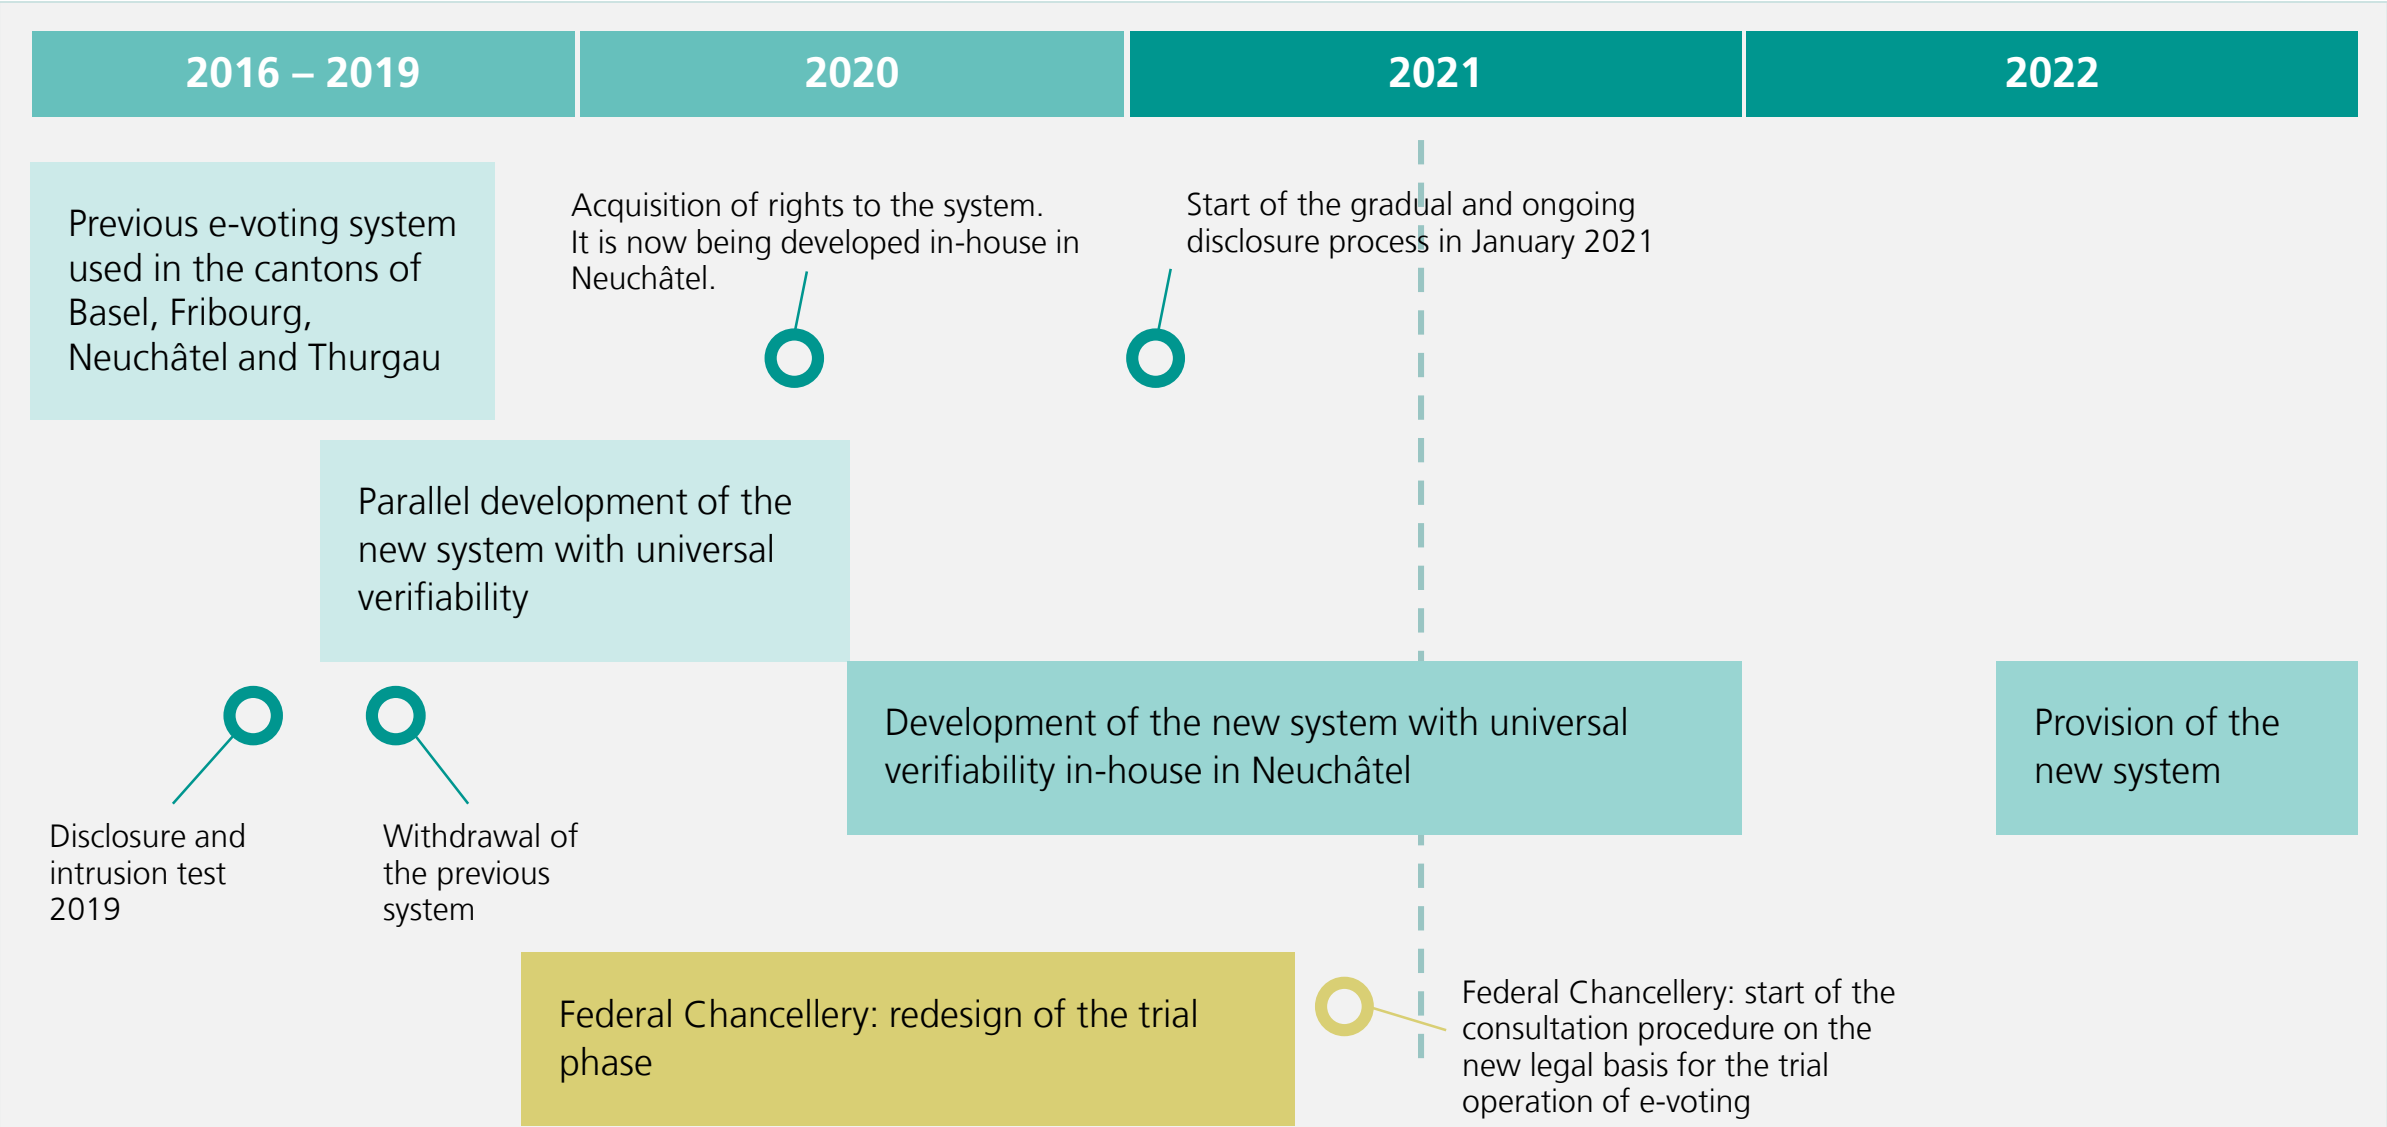 2016 – 2019
2020
2021
2022
Previous e-voting system
used in the cantons of
Basel, Fribourg,
Neuchâtel and Thurgau
Acquisition of rights to the system.
It is now being developed in-house in
Neuchâtel.
Start of the gradual and ongoing
disclosure process in January 2021
Parallel development of the
new system with universal
verifiability
Development of the new system with universal
verifiability in-house in Neuchâtel
Provision of the
new system
Disclosure and
intrusion test
2019
Withdrawal of
the previous
system
Federal Chancellery: redesign of the trial
phase
Federal Chancellery: start of the
consultation procedure on the
new legal basis for the trial
operation of e-voting